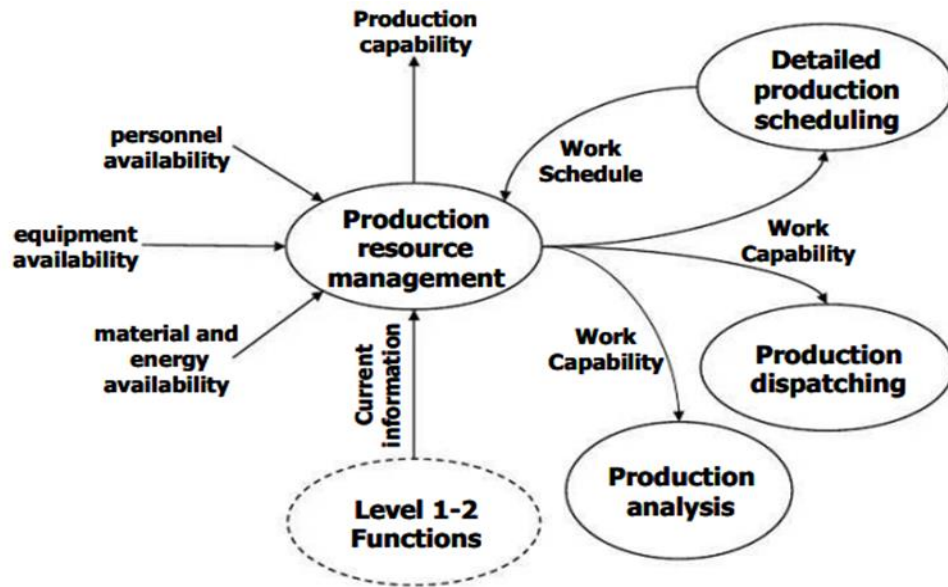 Production
capability
Detailed
production
scheduling
personnel
availability
Work
Schedule
Production
resource
management
equipment
availability
Work
Capability
material and
energy
availability
Current
information
Work
Capability
Production
dispatching
Production
analysis
Level 1-2
Functions